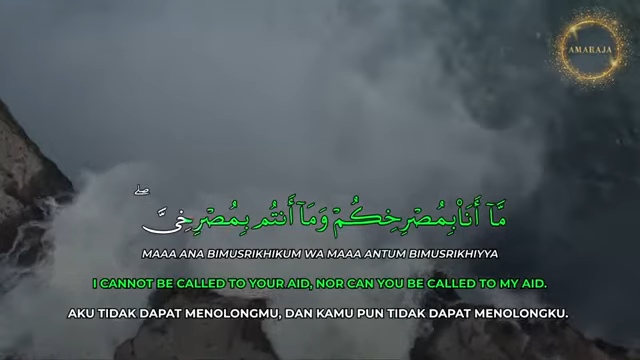 AMARAJA
مَّآ أَنَا۠ بِمُصْرِخِكُمْ وَمَآ أَنتُم بِمُصْرِخِىَّ ۖ
MAAA ANA BIMUSRIKHIKUM WA MAAA ANTUM BIMUSRIKHIYYA
I CANNOT BE CALLED TO YOUR AID, NOR CAN YOU BE CALLED TO MY AID.
AKU TIDAK DAPAT MENOLONGMU, DAN KAMU PUN TIDAK DAPAT MENOLONGKU.